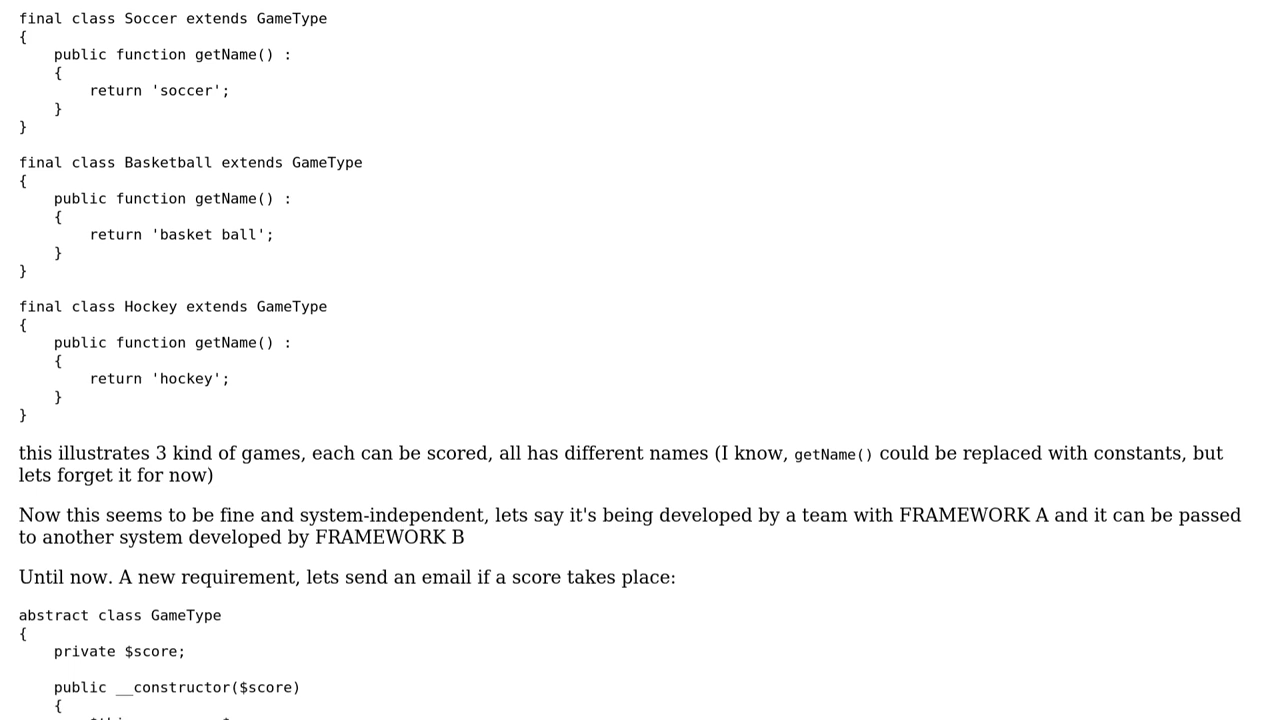 final class Soccer extends GameType
{
    public function getName() :
    {
        return 'soccer';
    }
}
final class Basketball extends GameType
{
    public function getName() :
    {
        return 'basket ball';
    }
}
final class Hockey extends GameType
{
    public function getName() :
    {
        return 'hockey';
    }
}
this illustrates 3 kind of games, each can be scored, all has different names (I know, getName() could be replaced with constants, but
lets forget it for now)
Now this seems to be fine and system-independent, lets say it's being developed by a team with FRAMEWORK A and it can be passed
to another system developed by FRAMEWORK B
Until now. A new requirement, lets send an email if a score takes place:
abstract class GameType
{
    private $score;
    public __constructor($score)
    {